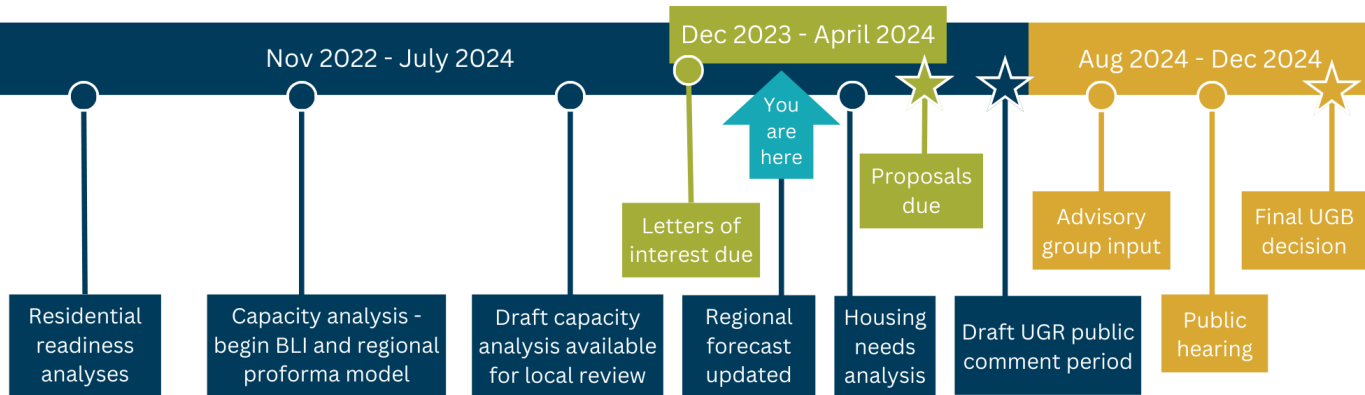 Nov 2022 - July 2024
Dec 2023 - April 2024
Aug 2024 - Dec 2024
You
are
here
Residential
readiness
analyses
Capacity analysis -
begin BLI and regional
proforma model
Draft capacity
analysis available
for local review
Letters of
interest due
Regional
forecast
updated
Housing
needs
analysis
Proposals
due
Draft UGR public
comment period
Advisory
group input
Public
hearing
Final UGB
decision